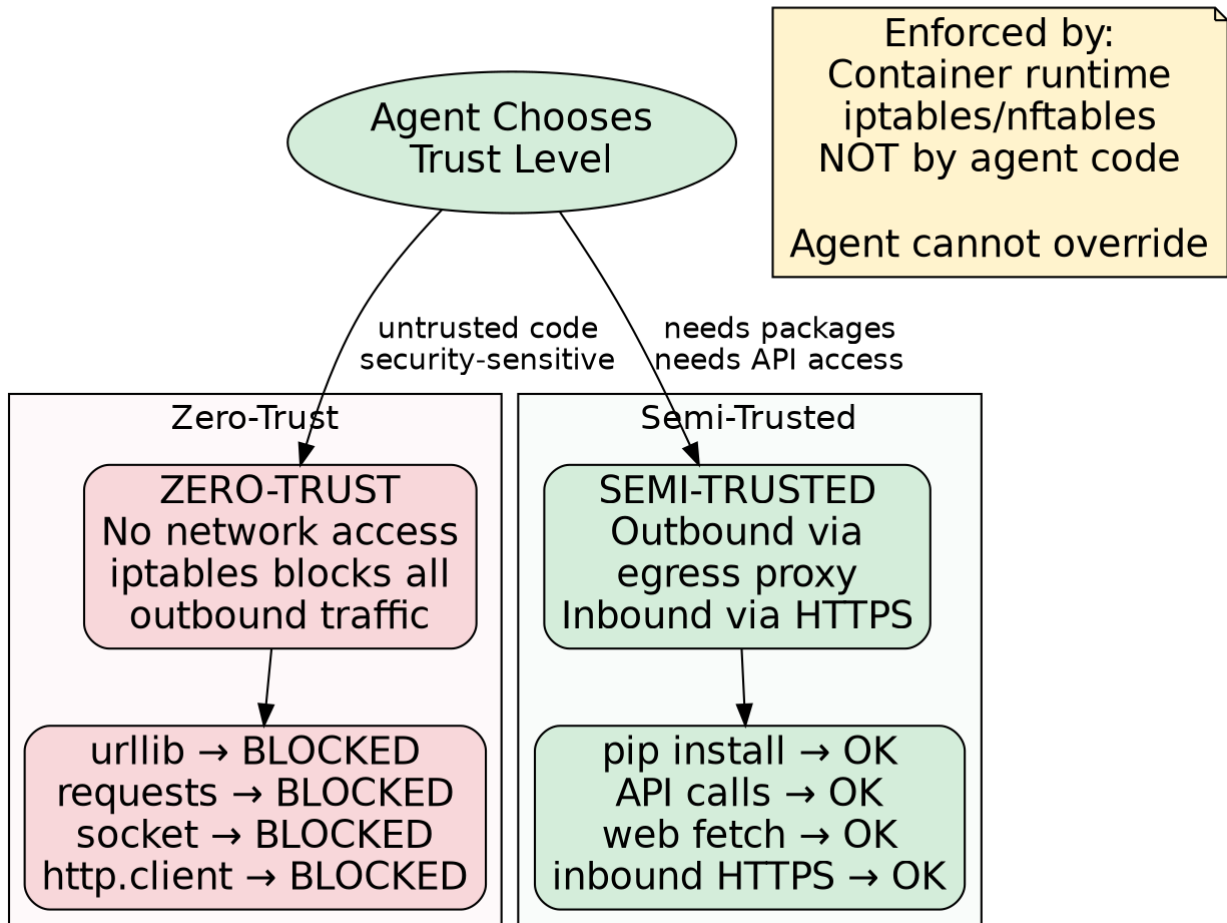 Enforced by:
Container runtime
iptables/nftables
NOT by agent code
Agent cannot override
Agent Chooses
Trust Level
untrusted code
security-sensitive
needs packages
needs API access
Zero-Trust
ZERO-TRUST
No network access
iptables blocks all
outbound traffic
urllib → BLOCKED
requests → BLOCKED
socket → BLOCKED
http.client → BLOCKED
Semi-Trusted
SEMI-TRUSTED
Outbound via
egress proxy
Inbound via HTTPS
pip install → OK
API calls → OK
web fetch → OK
inbound HTTPS → OK